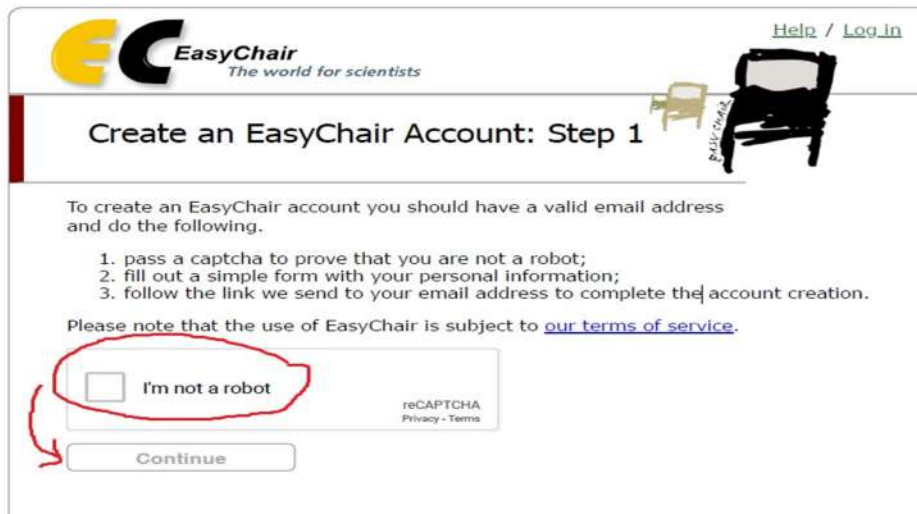 Help / Log in
EC EasyChair
The world for scientists
EASY CHAIR
Create an EasyChair Account: Step 1
To create an EasyChair account you should have a valid email address
and do the following.
1. pass a captcha to prove that you are not a robot;
2. fill out a simple form with your personal information;
3. follow the link we send to your email address to complete the account creation.
Please note that the use of EasyChair is subject to our terms of service.
I'm not a robot
reCAPTCHA
Privacy - Terms
Continue